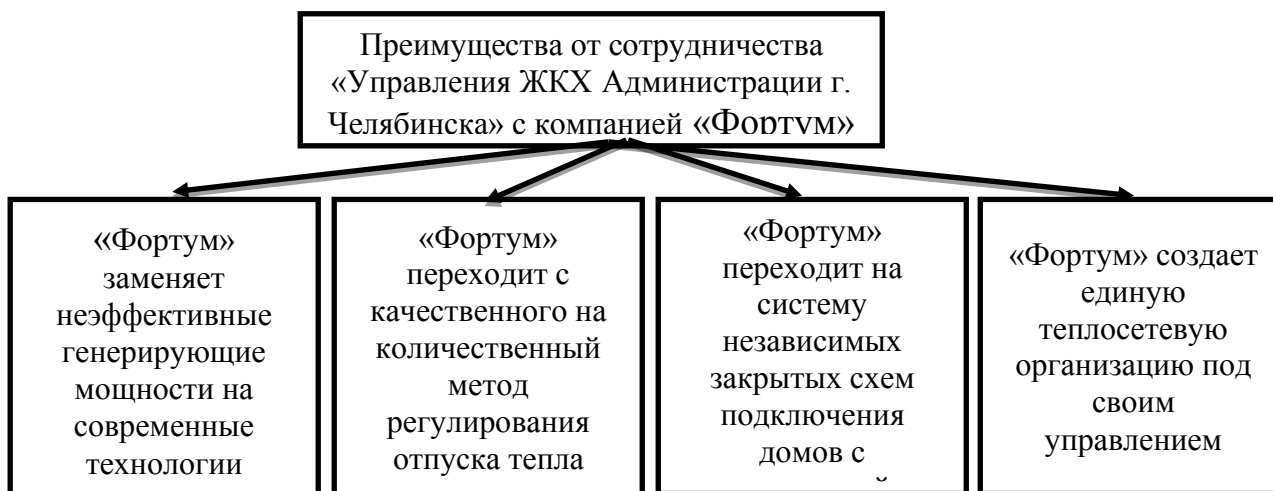 Преимущества от сотрудничества
«Управления ЖКХ Администрации г.
Челябинска» с компанией «Фортум»
«Фортум»
заменяет
неэффективные
генерирующие
мощности на
современные
технологии
«Фортум»
переходит с
качественного на
количественный
метод
регулирования
отпуска тепла
«Фортум»
переходит на
систему
независимых
закрытых схем
подключения
домов с
«Фортум» создает
единую
теплосетевую
организацию под
своим
управлением